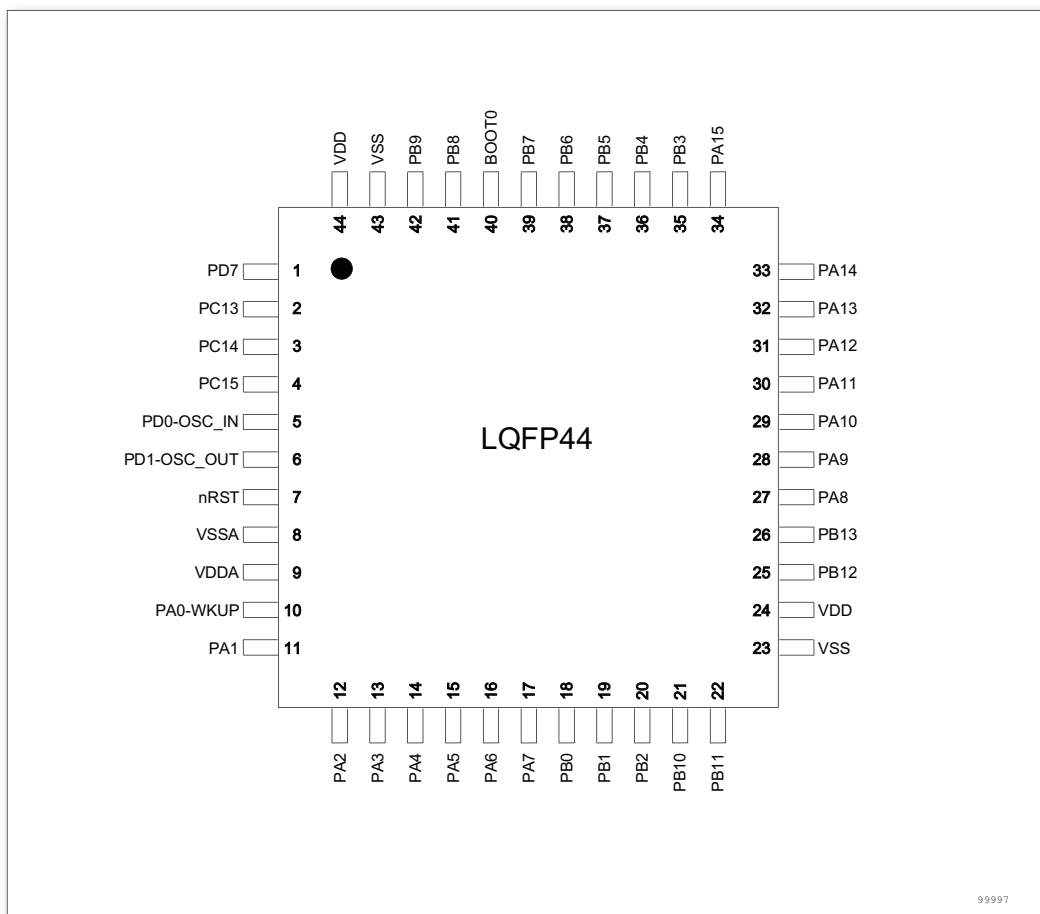 VDD VSS PB9 PB8 BOOT0 PB7 PB6 PB5 PB4 PB3 PA15
44 43 42 41 40 39 38 37 36 35 34
PD7 1 33 PA14
PC13 2 32 PA13
PC14 3 31 PA12
PC15 4 30 PA11
PD0-OSC_IN 5 29 PA10
LQFP44
PD1-OSC_OUT 6 28 PA9
nRST 7 27 PA8
VSSA 8 26 PB13
VDDA 9 25 PB12
PA0-WKUP 10 24 VDD
PA1 11 23 VSS
12 13 14 15 16 17 18 19 20 21 22
PA2 PA3 PA4 PA5 PA6 PA7 PB0 PB1 PB2 PB10 PB11
99997